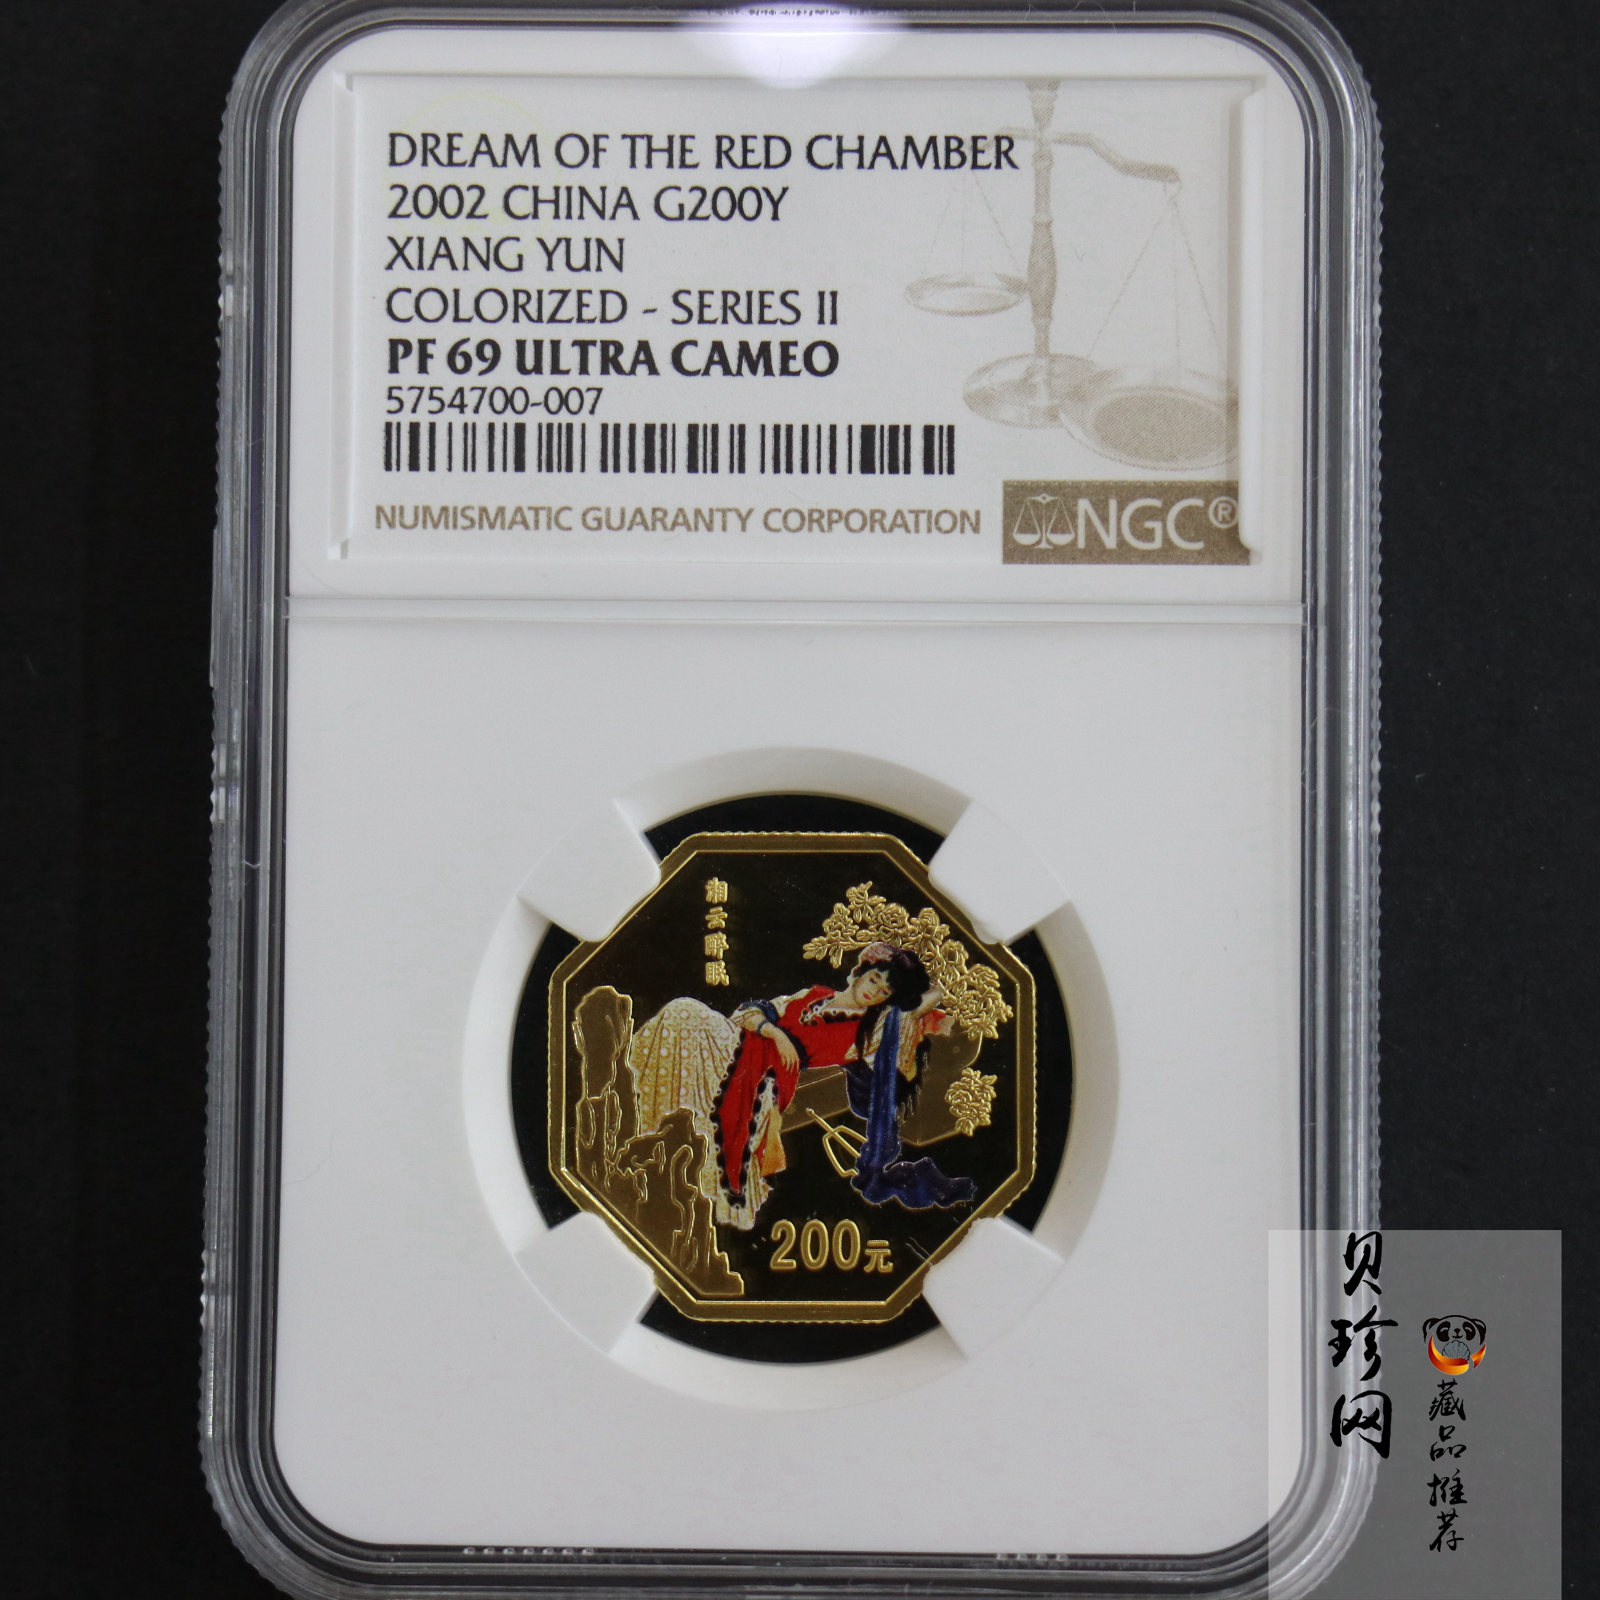 DREAM OF THE RED CHAMBER
2002 CHINA G200Y
XIANG YUN
COLORIZED - SERIES II
PF 69 ULTRA CAMEO
5754700-007
NUMISMATIC GUARANTY CORPORATION
NGC®
湘云醉眠
200元
贝珍网
藏品推荐